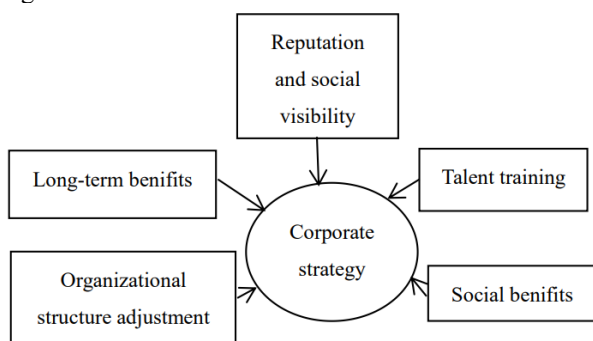 Reputation
and social
visibility
Long-term benifits
Talent training
Corporate
strategy
Organizational
structure adjustment
Social benifits